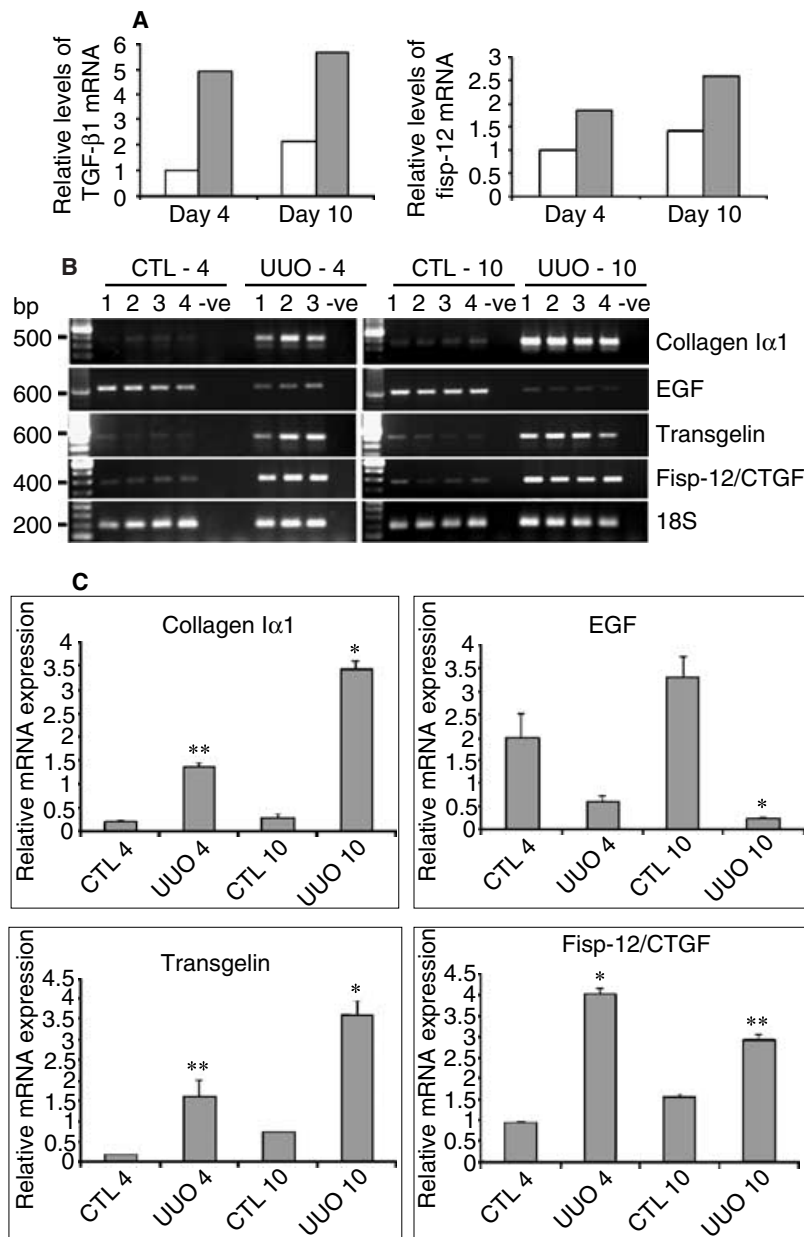 A
Relative levels of
TGF-β1 mRNA
6
5
4
3
2
1
0
Day 4
Day 10
Relative levels of
fisp-12 mRNA
3
2.5
2
1.5
1
0.5
0
Day 4
Day 10
B
CTL - 4
UUO - 4
CTL - 10
UUO - 10
bp
1 2 3 4 -ve
1 2 3 -ve
1 2 3 4 -ve
1 2 3 4 -ve
500
Collagen Iα1
600
EGF
600
Transgelin
400
Fisp-12/CTGF
200
18S
C
Collagen Iα1
Relative mRNA expression
4
3.5
3
2.5
2
1.5
1
0.5
0
**
*
CTL 4
UUO 4
CTL 10
UUO 10
EGF
Relative mRNA expression
4
3.5
3
2.5
2
1.5
1
0.5
0
*
CTL 4
UUO 4
CTL 10
UUO 10
Transgelin
Relative mRNA expression
4.5
4
3.5
3
2.5
2
1.5
1
0.5
0
**
*
CTL 4
UUO 4
CTL 10
UUO 10
Fisp-12/CTGF
Relative mRNA expression
4.5
4
3.5
3
2.5
2
1.5
1
0.5
0
*
**
CTL 4
UUO 4
CTL 10
UUO 10